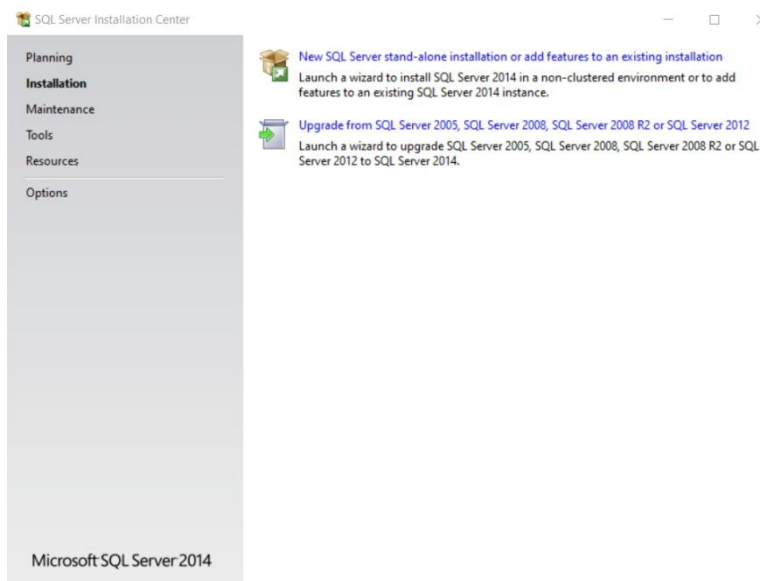 SQL Server Installation Center
Planning
Installation
Maintenance
Tools
Resources
Options
New SQL Server stand-alone installation or add features to an existing installation
Launch a wizard to install SQL Server 2014 in a non-clustered environment or to add
features to an existing SQL Server 2014 instance.
Upgrade from SQL Server 2005, SQL Server 2008, SQL Server 2008 R2 or SQL Server 2012
Launch a wizard to upgrade SQL Server 2005, SQL Server 2008, SQL Server 2008 R2 or SQL
Server 2012 to SQL Server 2014.
Microsoft SQL Server 2014